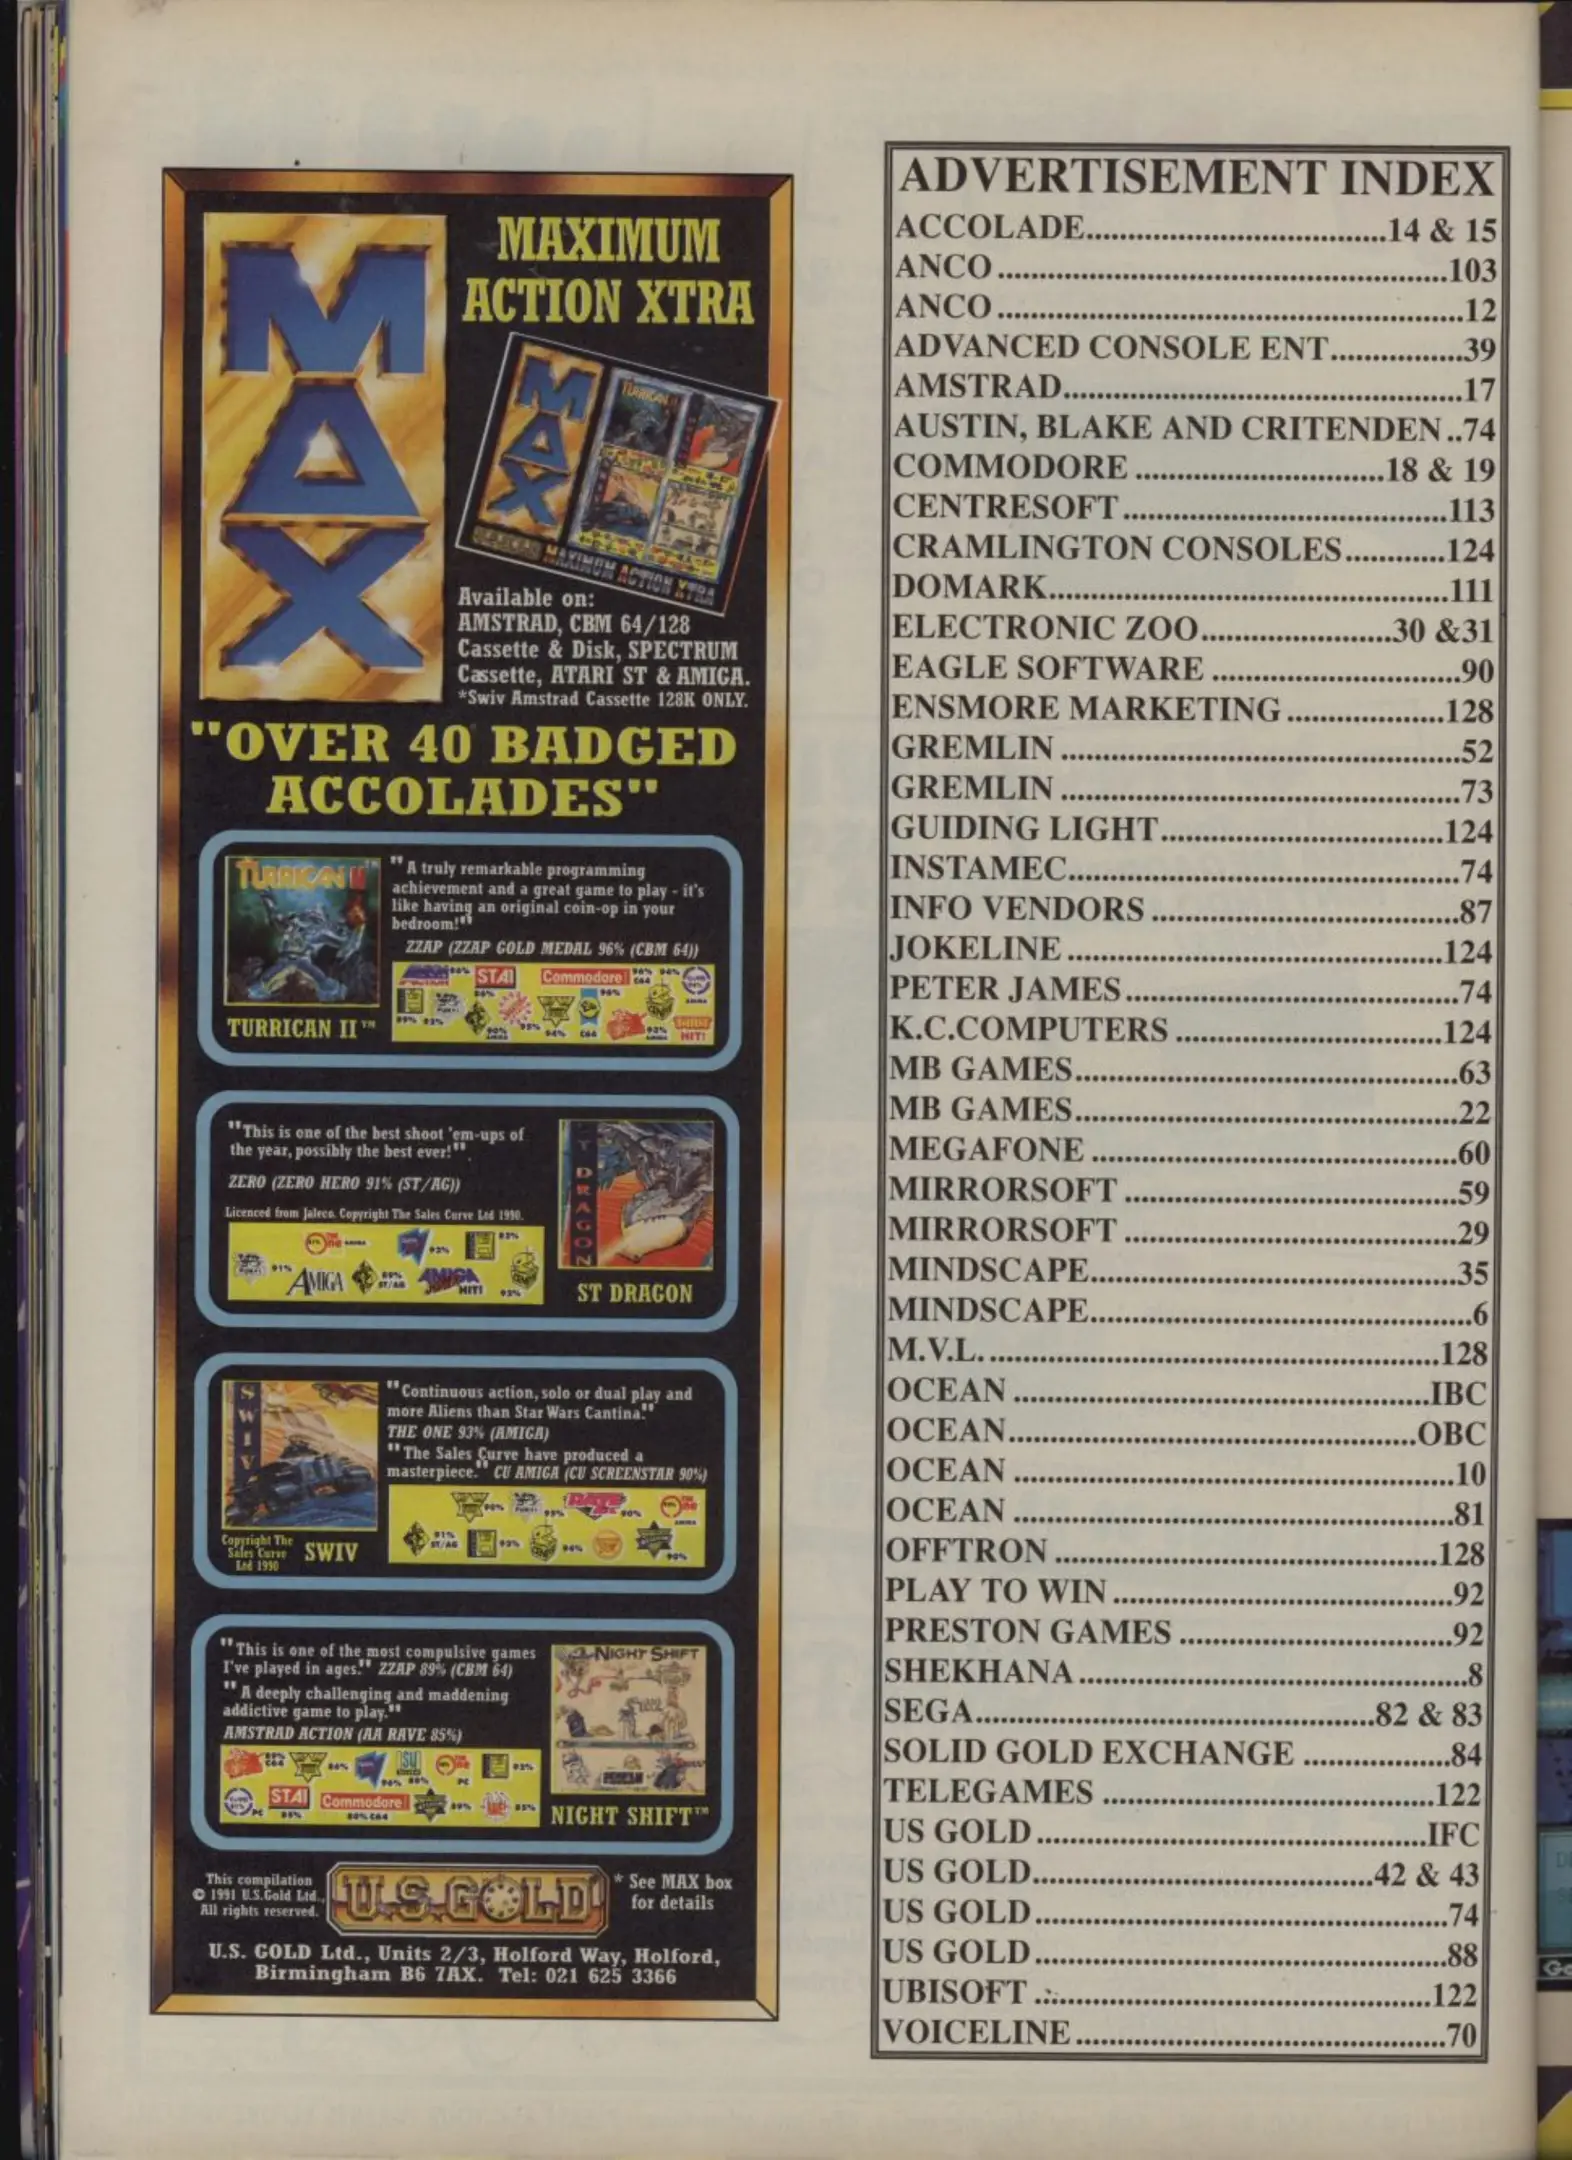 MAX
MAXIMUM
ACTION XTRA
MAX
TURRICAN II
MAXIMUM ACTION XTRA
Available on:
AMSTRAD, CBM 64/128
Cassette & Disk, SPECTRUM
Cassette, ATARI ST & AMIGA.
*Swiv Amstrad Cassette 128K ONLY.
"OVER 40 BADGED
ACCOLADES"
TURRICAN II
"A truly remarkable programming
achievement and a great game to play - it's
like having an original coin-op in your
bedroom!"
ZZAP (ZZAP GOLD MEDAL 96% (CBM 64))
TURRICAN II™
"This is one of the best shoot 'em-ups of
the year, possibly the best ever!"
ZERO (ZERO HERO 91% (ST/AG))
Licenced from Jaleco. Copyright The Sales Curve Ltd 1990.
ST DRAGON
ST DRAGON
SWIV
"Continuous action, solo or dual play and
more Aliens than Star Wars Cantina."
THE ONE 93% (AMIGA)
"The Sales Curve have produced a
masterpiece." CU AMIGA (CU SCREENSTAR 90%)
Copyright The
Sales Curve
Ltd 1990
SWIV
"This is one of the most compulsive games
I've played in ages." ZZAP 89% (CBM 64)
"A deeply challenging and maddening
addictive game to play."
AMSTRAD ACTION (AA RAVE 85%)
NIGHT SHIFT
NIGHT SHIFT™
This compilation
© 1991 U.S.Gold Ltd.,
All rights reserved.
U.S. GOLD
* See MAX box
for details
U.S. GOLD Ltd., Units 2/3, Holford Way, Holford,
Birmingham B6 7AX. Tel: 021 625 3366
ADVERTISEMENT INDEX
ACCOLADE....................................14 & 15
ANCO......................................................103
ANCO........................................................12
ADVANCED CONSOLE ENT................39
AMSTRAD................................................17
AUSTIN, BLAKE AND CRITENDEN..74
COMMODORE..............................18 & 19
CENTRESOFT.......................................113
CRAMLINGTON CONSOLES............124
DOMARK................................................111
ELECTRONIC ZOO.......................30 &31
EAGLE SOFTWARE..............................90
ENSMORE MARKETING...................128
GREMLIN................................................52
GREMLIN................................................73
GUIDING LIGHT..................................124
INSTAMEC...............................................74
INFO VENDORS.....................................87
JOKELINE.............................................124
PETER JAMES........................................74
K.C.COMPUTERS................................124
MB GAMES..............................................63
MB GAMES..............................................22
MEGAFONE............................................60
MIRRORSOFT........................................59
MIRRORSOFT........................................29
MINDSCAPE............................................35
MINDSCAPE..............................................6
M.V.L. ......................................................128
OCEAN..................................................IBC
OCEAN.................................................OBC
OCEAN.....................................................10
OCEAN.....................................................81
OFFTRON..............................................128
PLAY TO WIN.........................................92
PRESTON GAMES.................................92
SHEKHANA...............................................8
SEGA................................................82 & 83
SOLID GOLD EXCHANGE..................84
TELEGAMES........................................122
US GOLD...............................................IFC
US GOLD.........................................42 & 43
US GOLD..................................................74
US GOLD..................................................88
UBISOFT................................................122
VOICELINE.............................................70